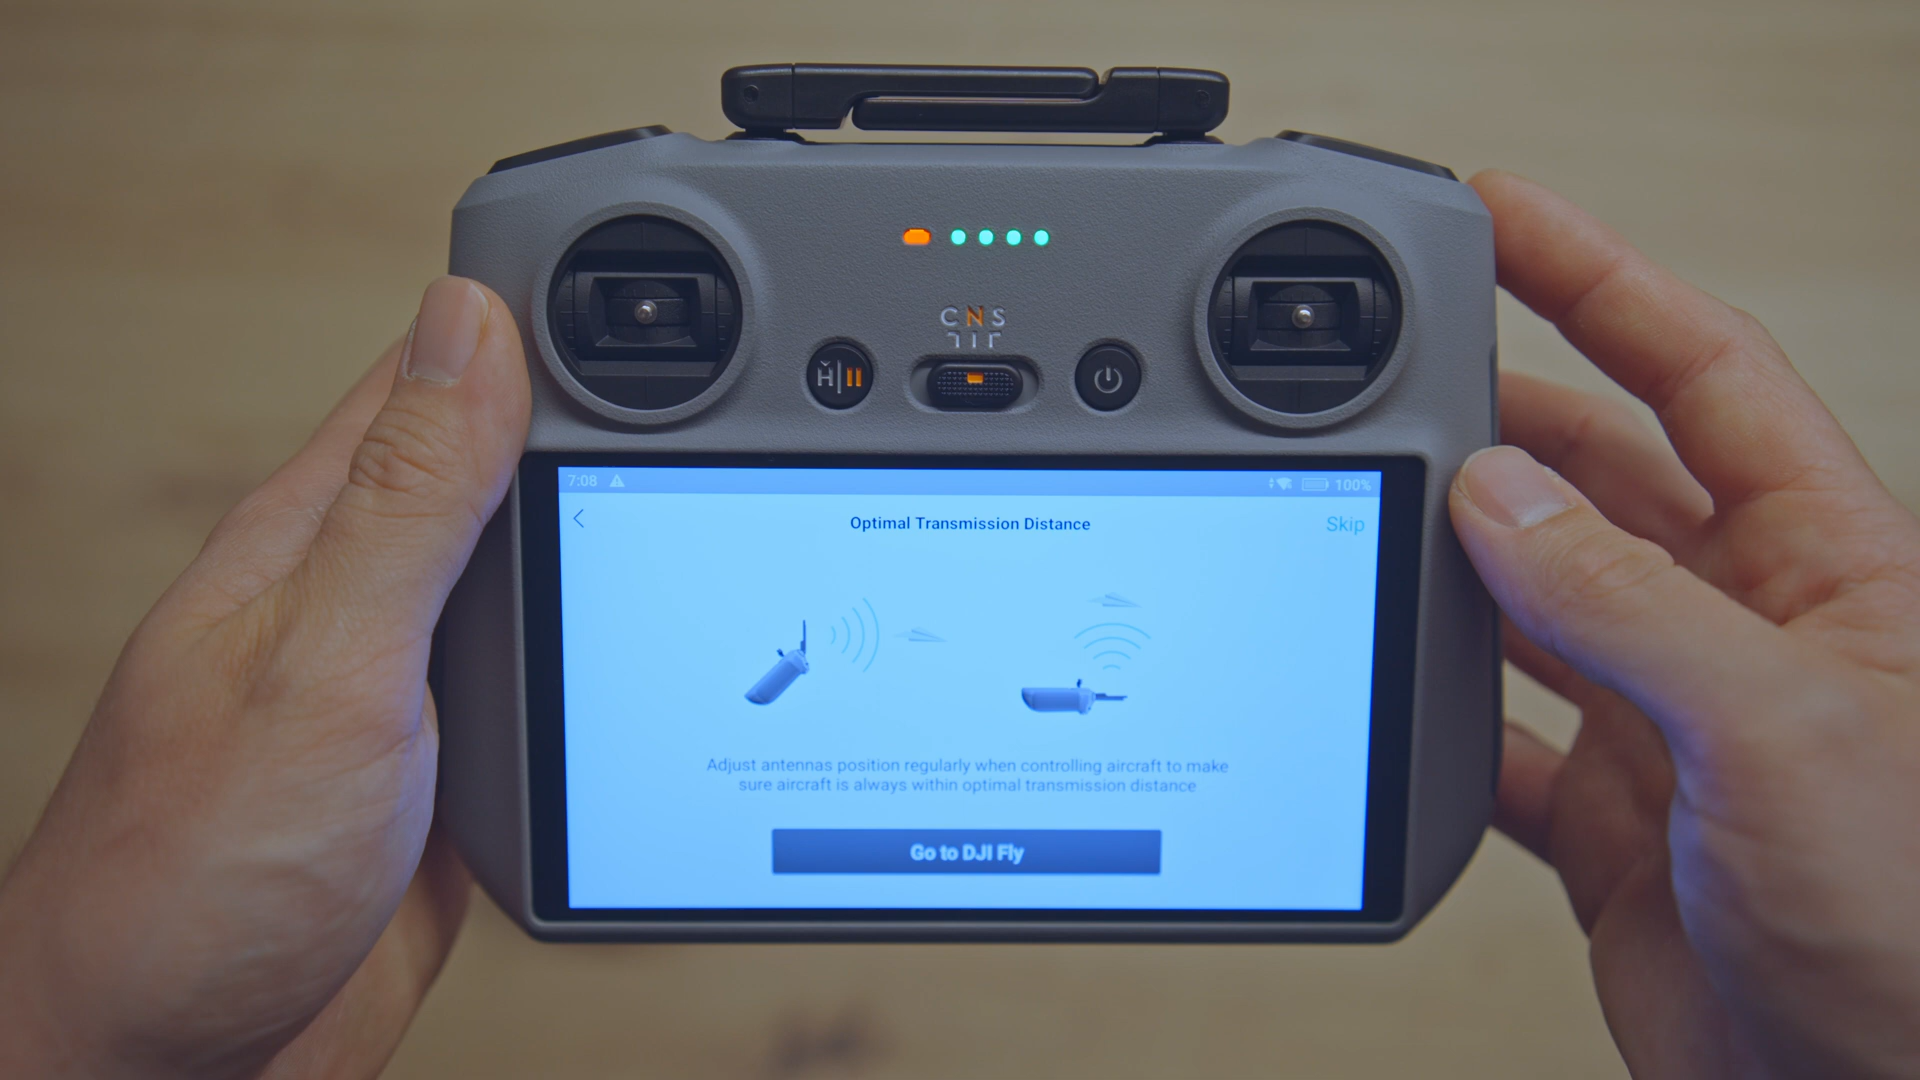 C N S
H
7:08
100%
Optimal Transmission Distance
Skip
Adjust antennas position regularly when controlling aircraft to make
sure aircraft is always within optimal transmission distance
Go to DJI Fly